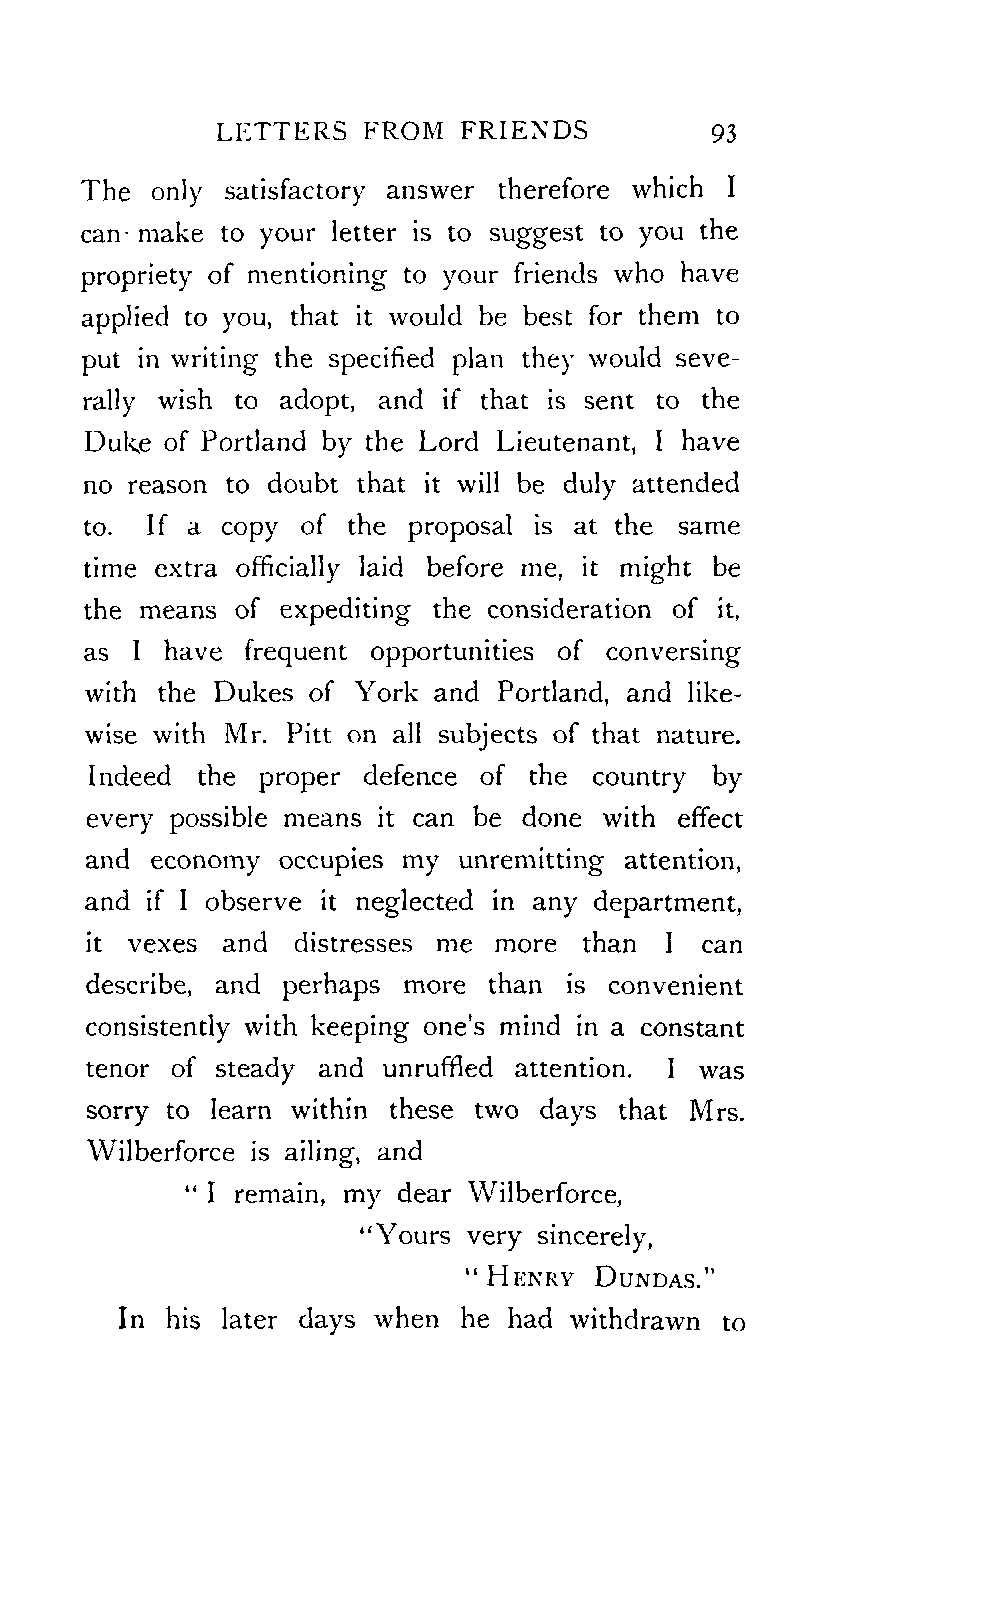 LETTERS FROM FRIENDS 93
The only satisfactory answer therefore which I
can make to your letter is to suggest to you the
propriety of mentioning to your friends who have
applied to you, that it would be best for them to
put in writing the specified plan they would seve-
rally wish to adopt, and if that is sent to the
Duke of Portland by the Lord Lieutenant, I have
no reason to doubt that it will be duly attended
to. If a copy of the proposal is at the same
time extra officially laid before me, it might be
the means of expediting the consideration of it,
as I have frequent opportunities of conversing
with the Dukes of York and Portland, and like-
wise with Mr. Pitt on all subjects of that nature.
Indeed the proper defence of the country by
every possible means it can be done with effect
and economy occupies my unremitting attention,
and if I observe it neglected in any department,
it vexes and distresses me more than I can
describe, and perhaps more than is convenient
consistently with keeping one's mind in a constant
tenor of steady and unruffled attention. I was
sorry to learn within these two days that Mrs.
Wilberforce is ailing, and
"I remain, my dear Wilberforce,
"Yours very sincerely,
"HENRY DUNDAS."
In his later days when he had withdrawn to